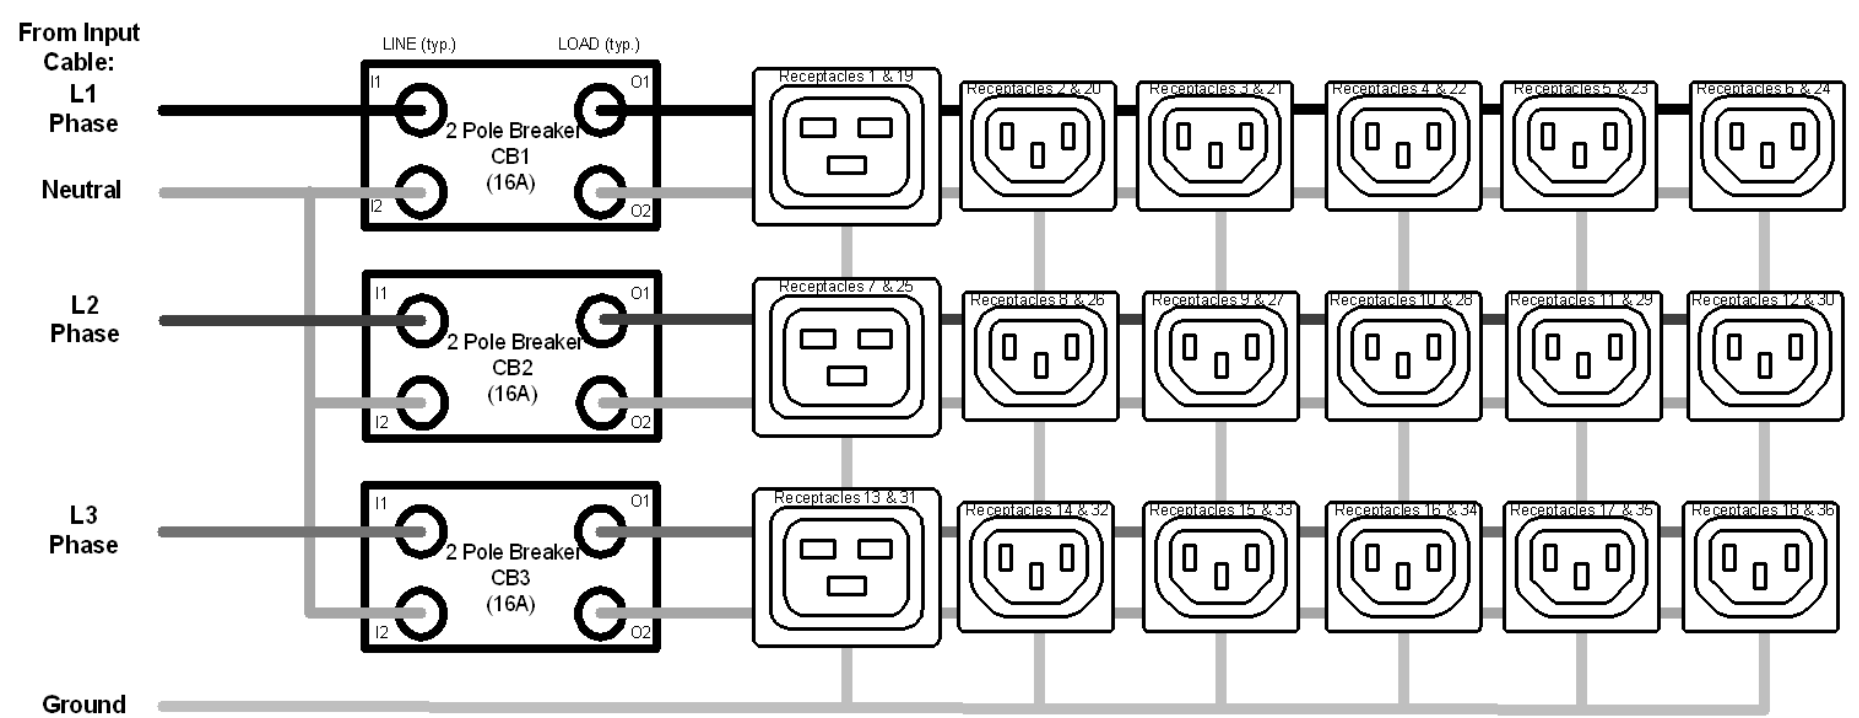 From Input
Cable:
LINE (typ.) LOAD (typ.)
L1
Phase
I1 O1
2 Pole Breaker
CB1
(16A)
Neutral
I2 O2
Receptacles 1 & 19 Receptacles 2 & 20 Receptacles 3 & 21 Receptacles 4 & 22 Receptacles 5 & 23 Receptacles 6 & 24
L2
Phase
I1 O1
2 Pole Breaker
CB2
(16A)
I2 O2
Receptacles 7 & 25 Receptacles 8 & 26 Receptacles 9 & 27 Receptacles 10 & 28 Receptacles 11 & 29 Receptacles 12 & 30
L3
Phase
I1 O1
2 Pole Breaker
CB3
(16A)
I2 O2
Receptacles 13 & 31 Receptacles 14 & 32 Receptacles 15 & 33 Receptacles 16 & 34 Receptacles 17 & 35 Receptacles 18 & 36
Ground